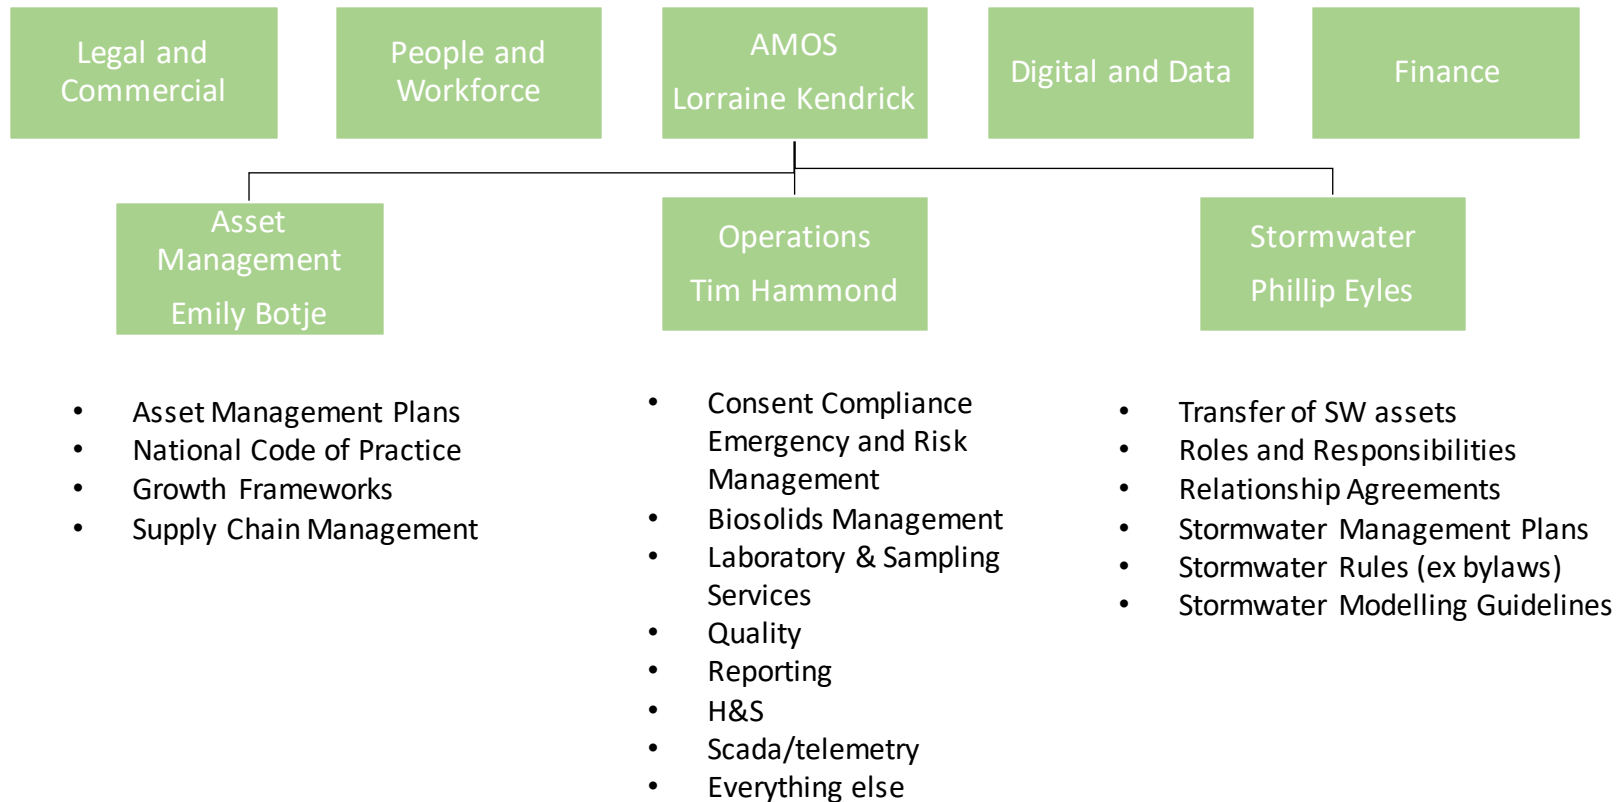 Legal and
Commercial
People and
Workforce
AMOS
Lorraine Kendrick
Digital and Data
Finance
Asset
Management
Emily Botje
Operations
Tim Hammond
Stormwater
Phillip Eyles
• Asset Management Plans
• National Code of Practice
• Growth Frameworks
• Supply Chain Management
• Consent Compliance
Emergency and Risk
Management
• Biosolids Management
• Laboratory & Sampling
Services
• Quality
• Reporting
• H&S
• Scada/telemetry
• Everything else
• Transfer of SW assets
• Roles and Responsibilities
• Relationship Agreements
• Stormwater Management Plans
• Stormwater Rules (ex bylaws)
• Stormwater Modelling Guidelines